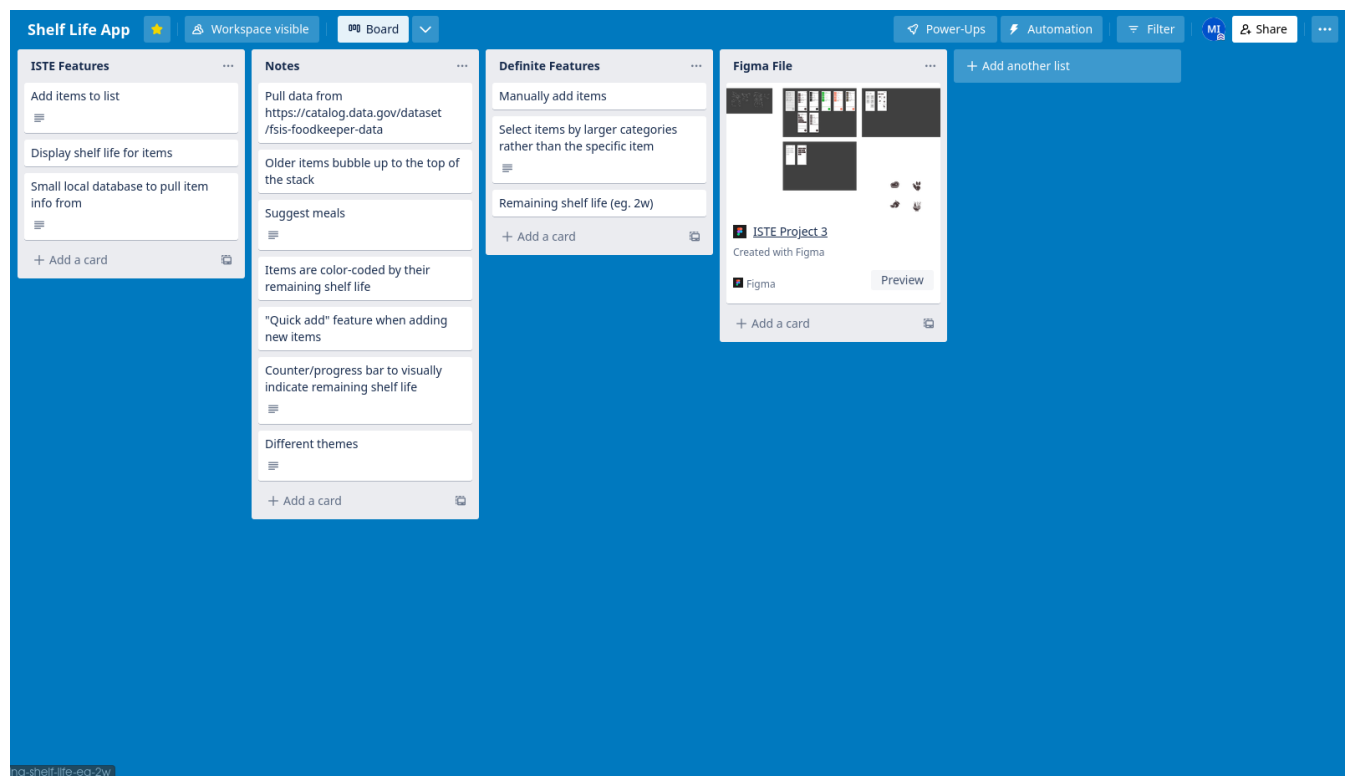 Shelf Life App
Workspace visible
Board
Power-Ups
Automation
Filter
MI
Share
ISTE Features
Add items to list
Display shelf life for items
Small local database to pull item
info from
+ Add a card
Notes
Pull data from
https://catalog.data.gov/dataset
/fsis-foodkeeper-data
Older items bubble up to the top of
the stack
Suggest meals
Items are color-coded by their
remaining shelf life
"Quick add" feature when adding
new items
Counter/progress bar to visually
indicate remaining shelf life
Different themes
+ Add a card
Definite Features
Manually add items
Select items by larger categories
rather than the specific item
Remaining shelf life (eg. 2w)
+ Add a card
Figma File
ISTE Project 3
Created with Figma
Figma
Preview
+ Add a card
+ Add another list
ng-shelf-life-eg-2w